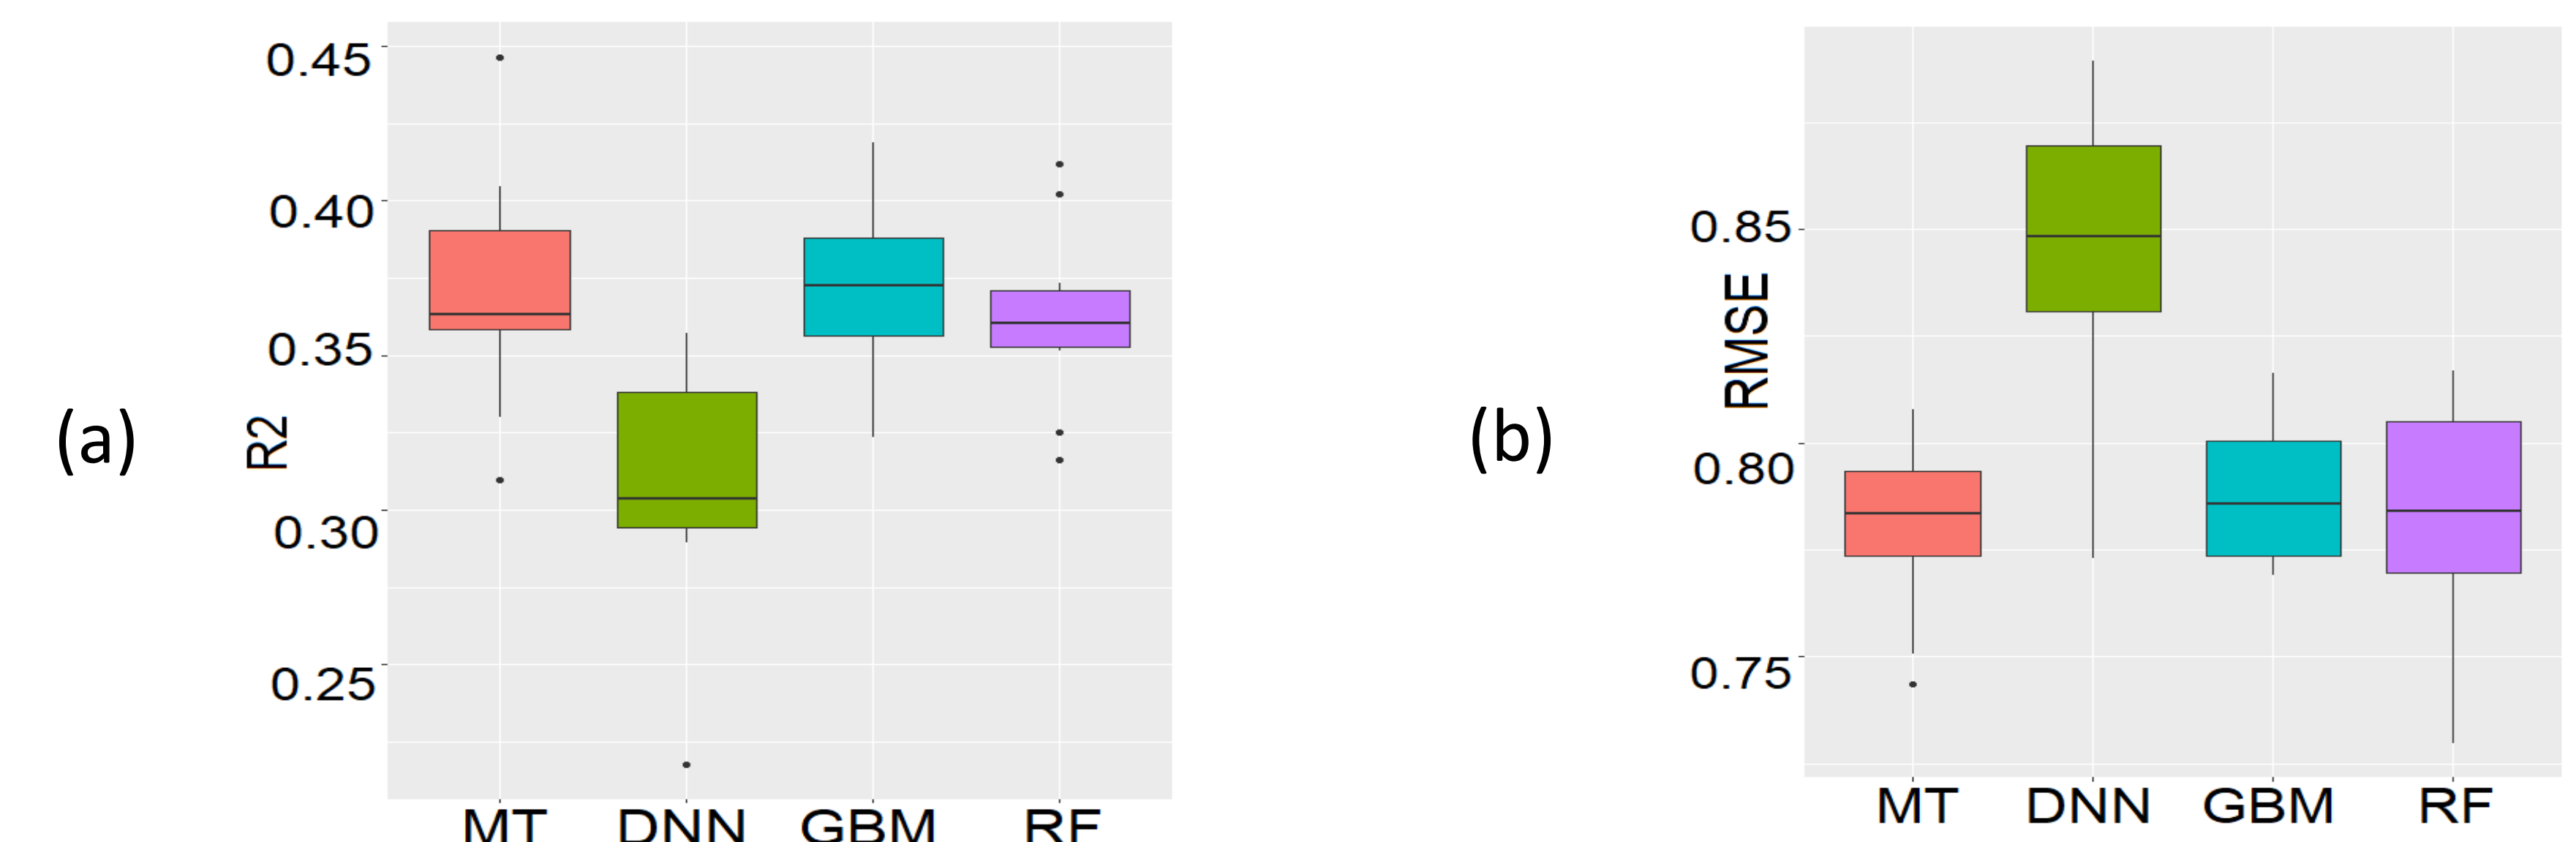 (a)
R2
0.45
0.40
0.35
0.30
0.25
MT DNN GBM RF
(b)
RMSE
0.85
0.80
0.75
MT DNN GBM RF